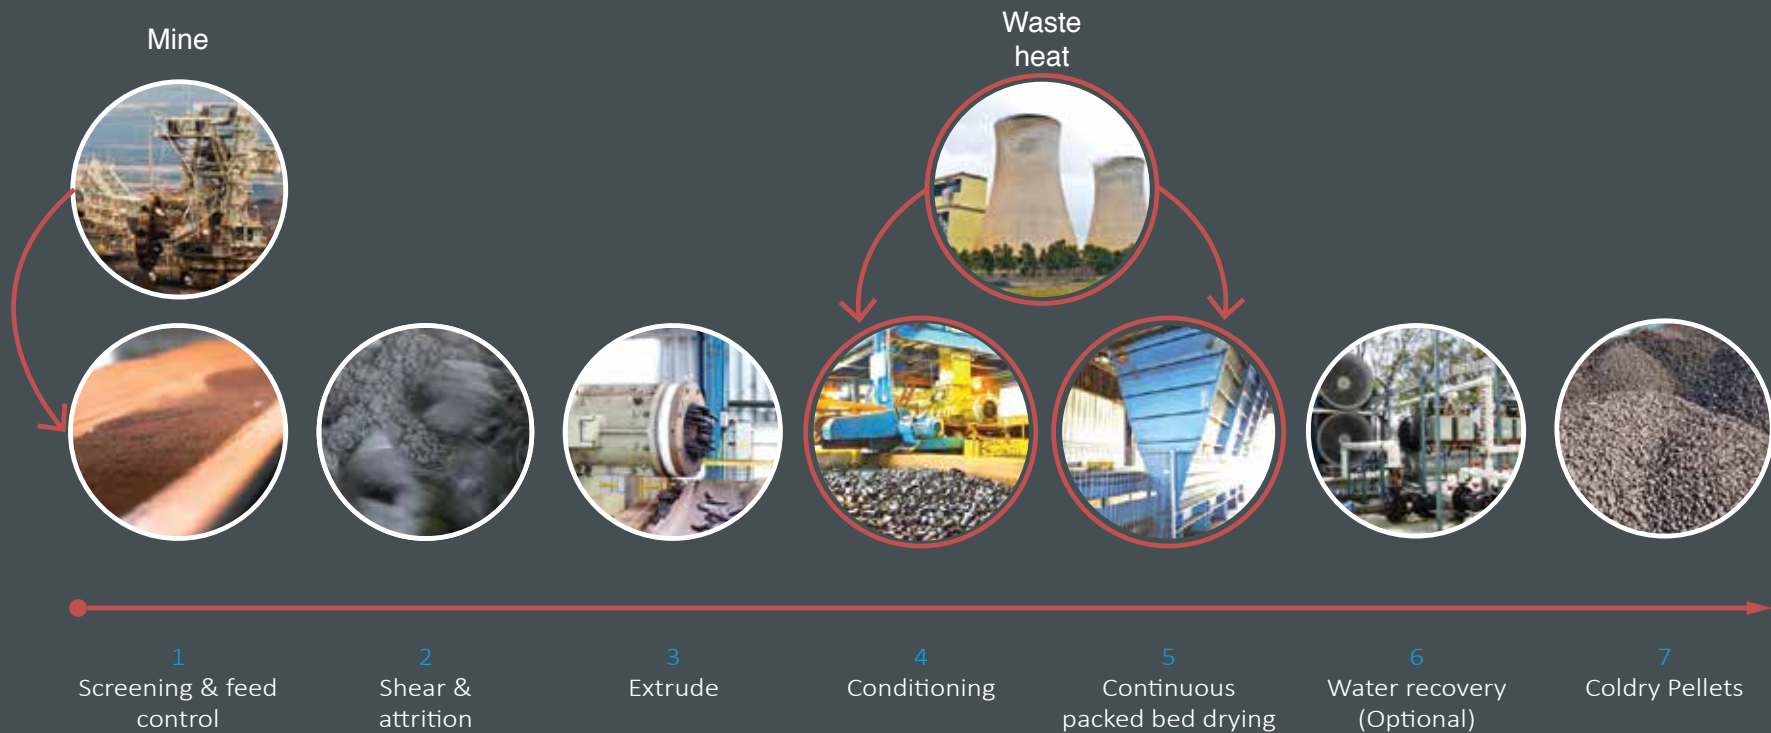 Mine
Waste
heat
1
Screening & feed
control
2
Shear &
attrition
3
Extrude
4
Conditioning
5
Continuous
packed bed drying
6
Water recovery
(Optional)
7
Coldry Pellets